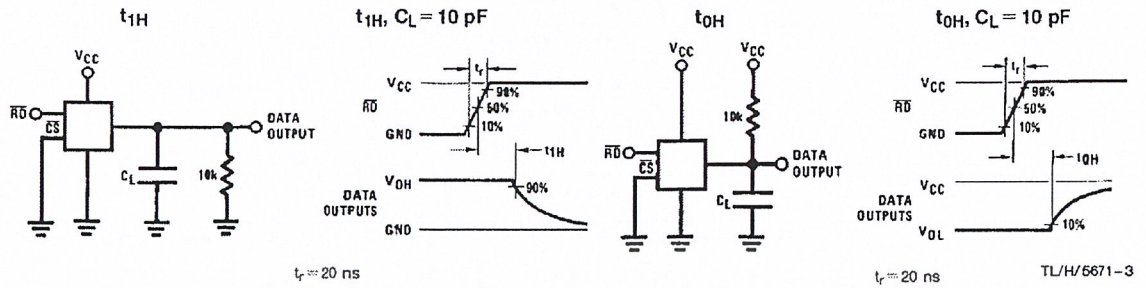 t1H
t1H, CL = 10 pF
t0H
t0H, CL = 10 pF
VCC
RD
CS
DATA
OUTPUT
CL
10k
tr
VCC
90%
RD
50%
10%
GND
t1H
VOH
90%
DATA
OUTPUTS
GND
tr = 20 ns
VCC
VCC
10k
RD
CS
DATA
OUTPUT
CL
tr
VCC
90%
RD
50%
10%
GND
t0H
VCC
DATA
OUTPUTS
VOL
10%
tr = 20 ns
TL/H/5671-3